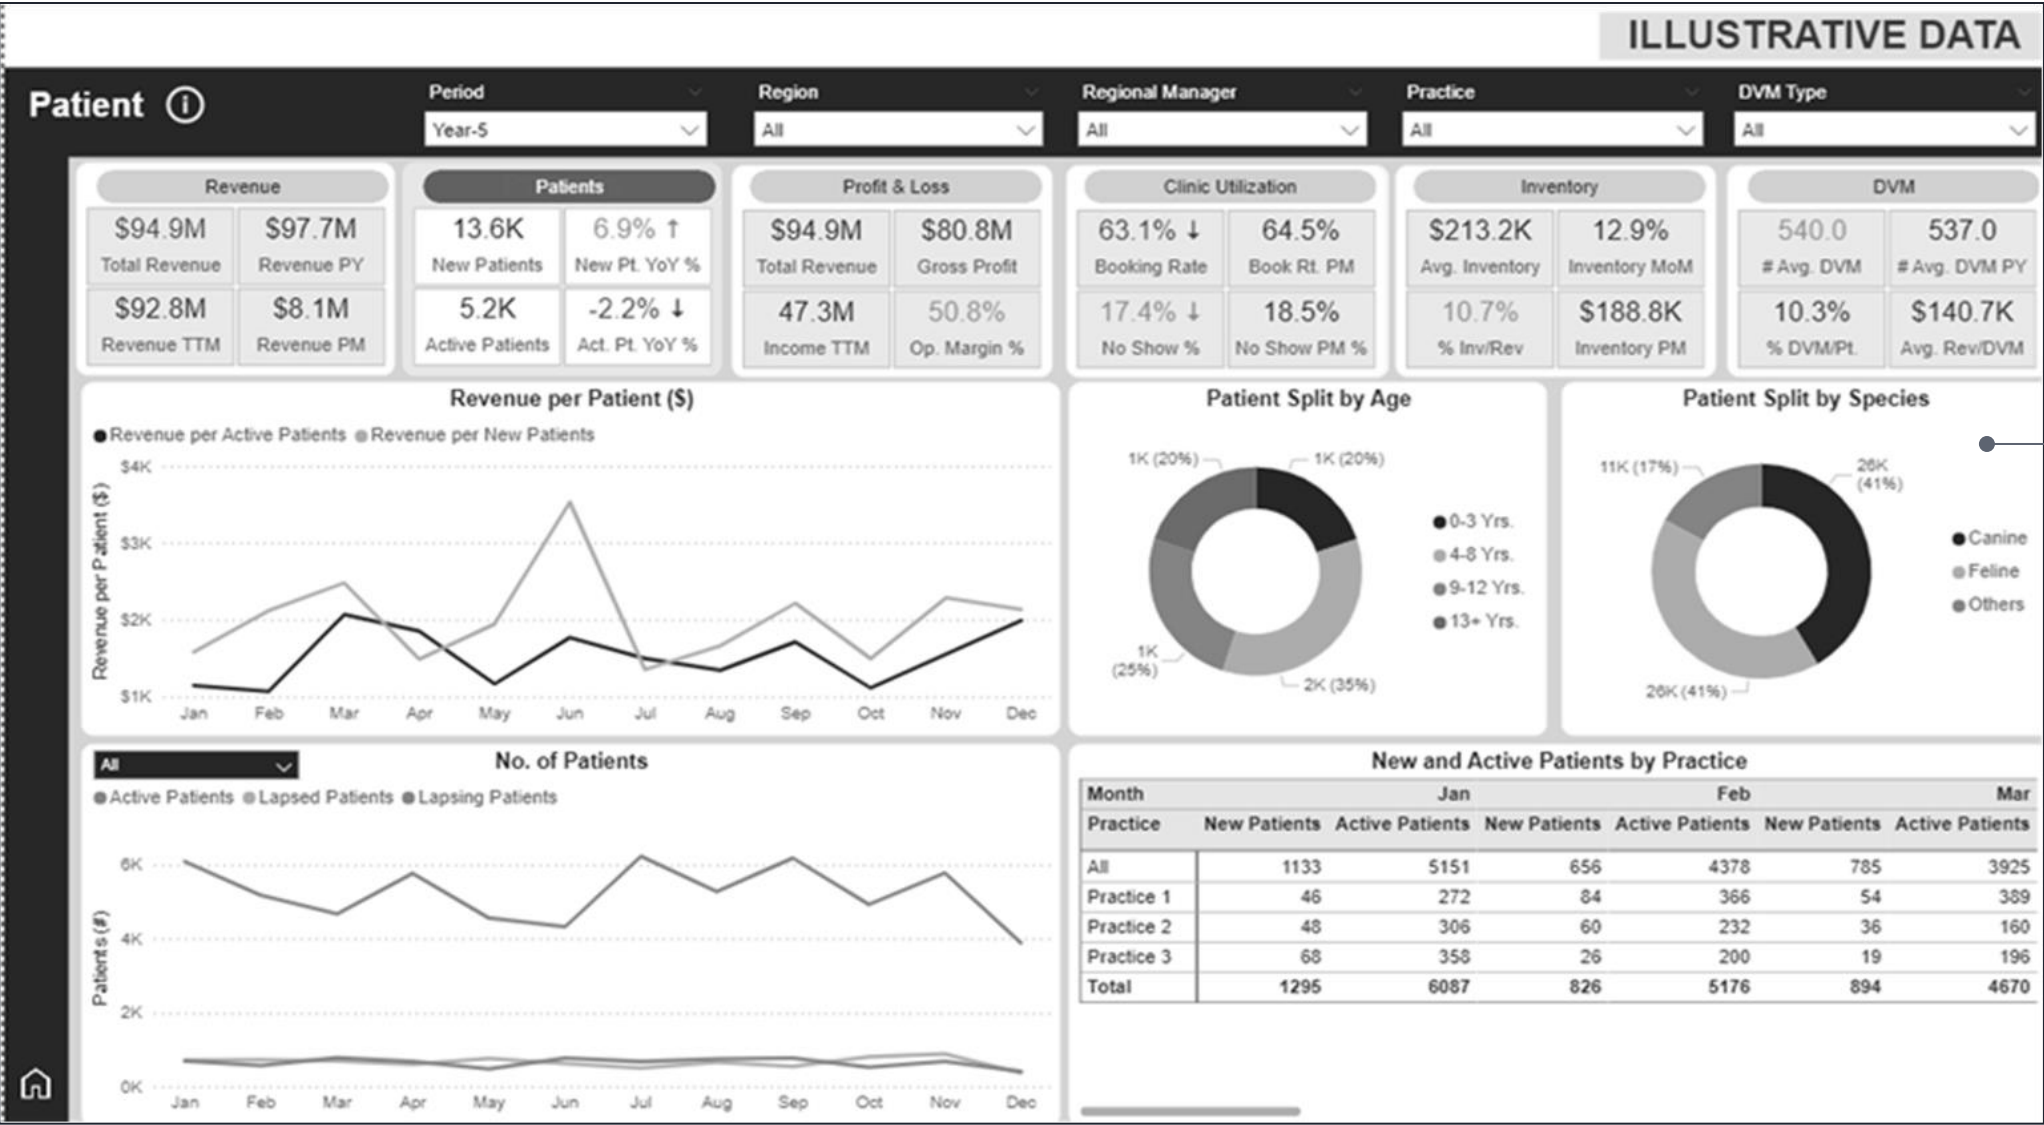 ILLUSTRATIVE DATA
Patient
Period
Region
Regional Manager
Practice
DVM Type
Year-5
All
All
All
All
Revenue
$94.9M
$97.7M
Total Revenue
Revenue PY
$92.8M
$8.1M
Revenue TTM
Revenue PM
Patients
13.6K
6.9% ↑
New Patients
New Pt. YoY %
5.2K
-2.2% ↓
Active Patients
Act. Pt. YoY %
Profit & Loss
$94.9M
$80.8M
Total Revenue
Gross Profit
47.3M
50.8%
Income TTM
Op. Margin %
Clinic Utilization
63.1% ↓
64.5%
Booking Rate
Book Rt. PM
17.4% ↓
18.5%
No Show %
No Show PM %
Inventory
$213.2K
12.9%
Avg. Inventory
Inventory MoM
10.7%
$188.8K
% Inv/Rev
Inventory PM
DVM
540.0
537.0
# Avg. DVM
# Avg. DVM PY
10.3%
$140.7K
% DVM/Pt.
Avg. Rev/DVM
Revenue per Patient ($)
Revenue per Active Patients
Revenue per New Patients
Revenue per Patient ($)
$4K
$3K
$2K
$1K
Jan Feb Mar Apr May Jun Jul Aug Sep Oct Nov Dec
Patient Split by Age
1K (20%)
1K (20%)
1K
(25%)
2K (35%)
0-3 Yrs.
4-8 Yrs.
9-12 Yrs.
13+ Yrs.
Patient Split by Species
11K (17%)
26K
(41%)
26K (41%)
Canine
Feline
Others
All
No. of Patients
Active Patients
Lapsed Patients
Lapsing Patients
Patients (#)
6K
4K
2K
0K
Jan Feb Mar Apr May Jun Jul Aug Sep Oct Nov Dec
New and Active Patients by Practice
Month Jan Feb Mar
Practice New Patients Active Patients New Patients Active Patients New Patients Active Patients
All 1133 5151 656 4378 785 3925
Practice 1 46 272 84 366 54 389
Practice 2 48 306 60 232 36 160
Practice 3 68 358 26 200 19 196
Total 1295 6087 826 5176 894 4670